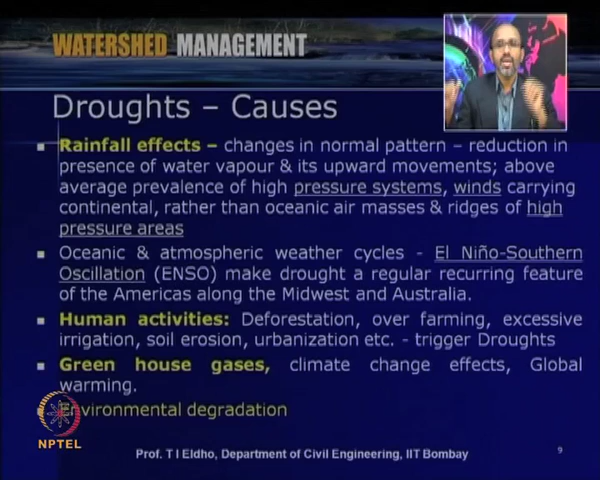 WATERSHED MANAGEMENT
Droughts – Causes
Rainfall effects – changes in normal pattern – reduction in
presence of water vapour & its upward movements; above
average prevalence of high pressure systems, winds carrying
continental, rather than oceanic air masses & ridges of high
pressure areas
Oceanic & atmospheric weather cycles - El Niño-Southern
Oscillation (ENSO) make drought a regular recurring feature
of the Americas along the Midwest and Australia.
Human activities: Deforestation, over farming, excessive
irrigation, soil erosion, urbanization etc. - trigger Droughts
Green house gases, climate change effects, Global
warming.
Environmental degradation
NPTEL
Prof. T I Eldho, Department of Civil Engineering, IIT Bombay
9